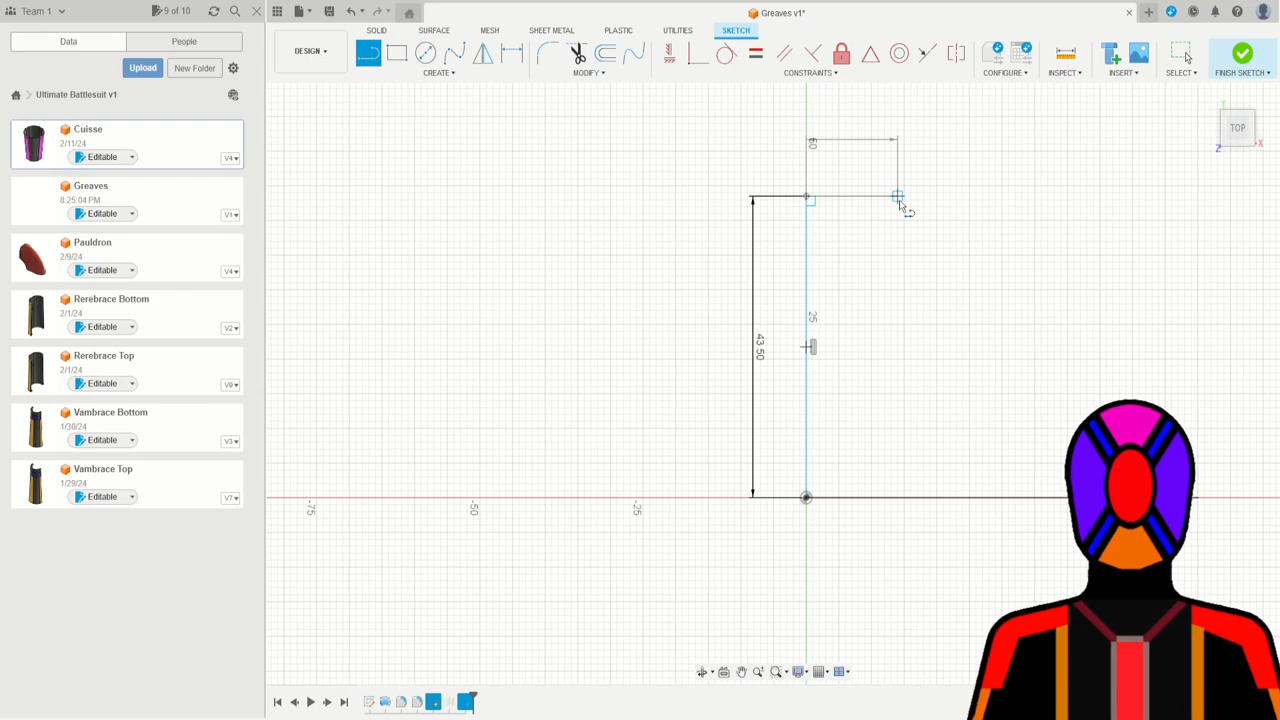 Team 1
9 of 10
Greaves v1*
Data
People
Upload
New Folder
Ultimate Battlesuit v1
Cuisse
2/11/24
Editable
V4
Greaves
8:25:04 PM
Editable
V1
Pauldron
2/9/24
Editable
V4
Rerebrace Bottom
2/1/24
Editable
V2
Rerebrace Top
2/1/24
Editable
V9
Vambrace Bottom
1/30/24
Editable
V3
Vambrace Top
1/29/24
Editable
V7
DESIGN
SOLID
SURFACE
MESH
SHEET METAL
PLASTIC
UTILITIES
SKETCH
CREATE
MODIFY
CONSTRAINTS
CONFIGURE
INSPECT
INSERT
SELECT
FINISH SKETCH
Y
TOP
Z
X
50
25
43.50
-75
-50
-25